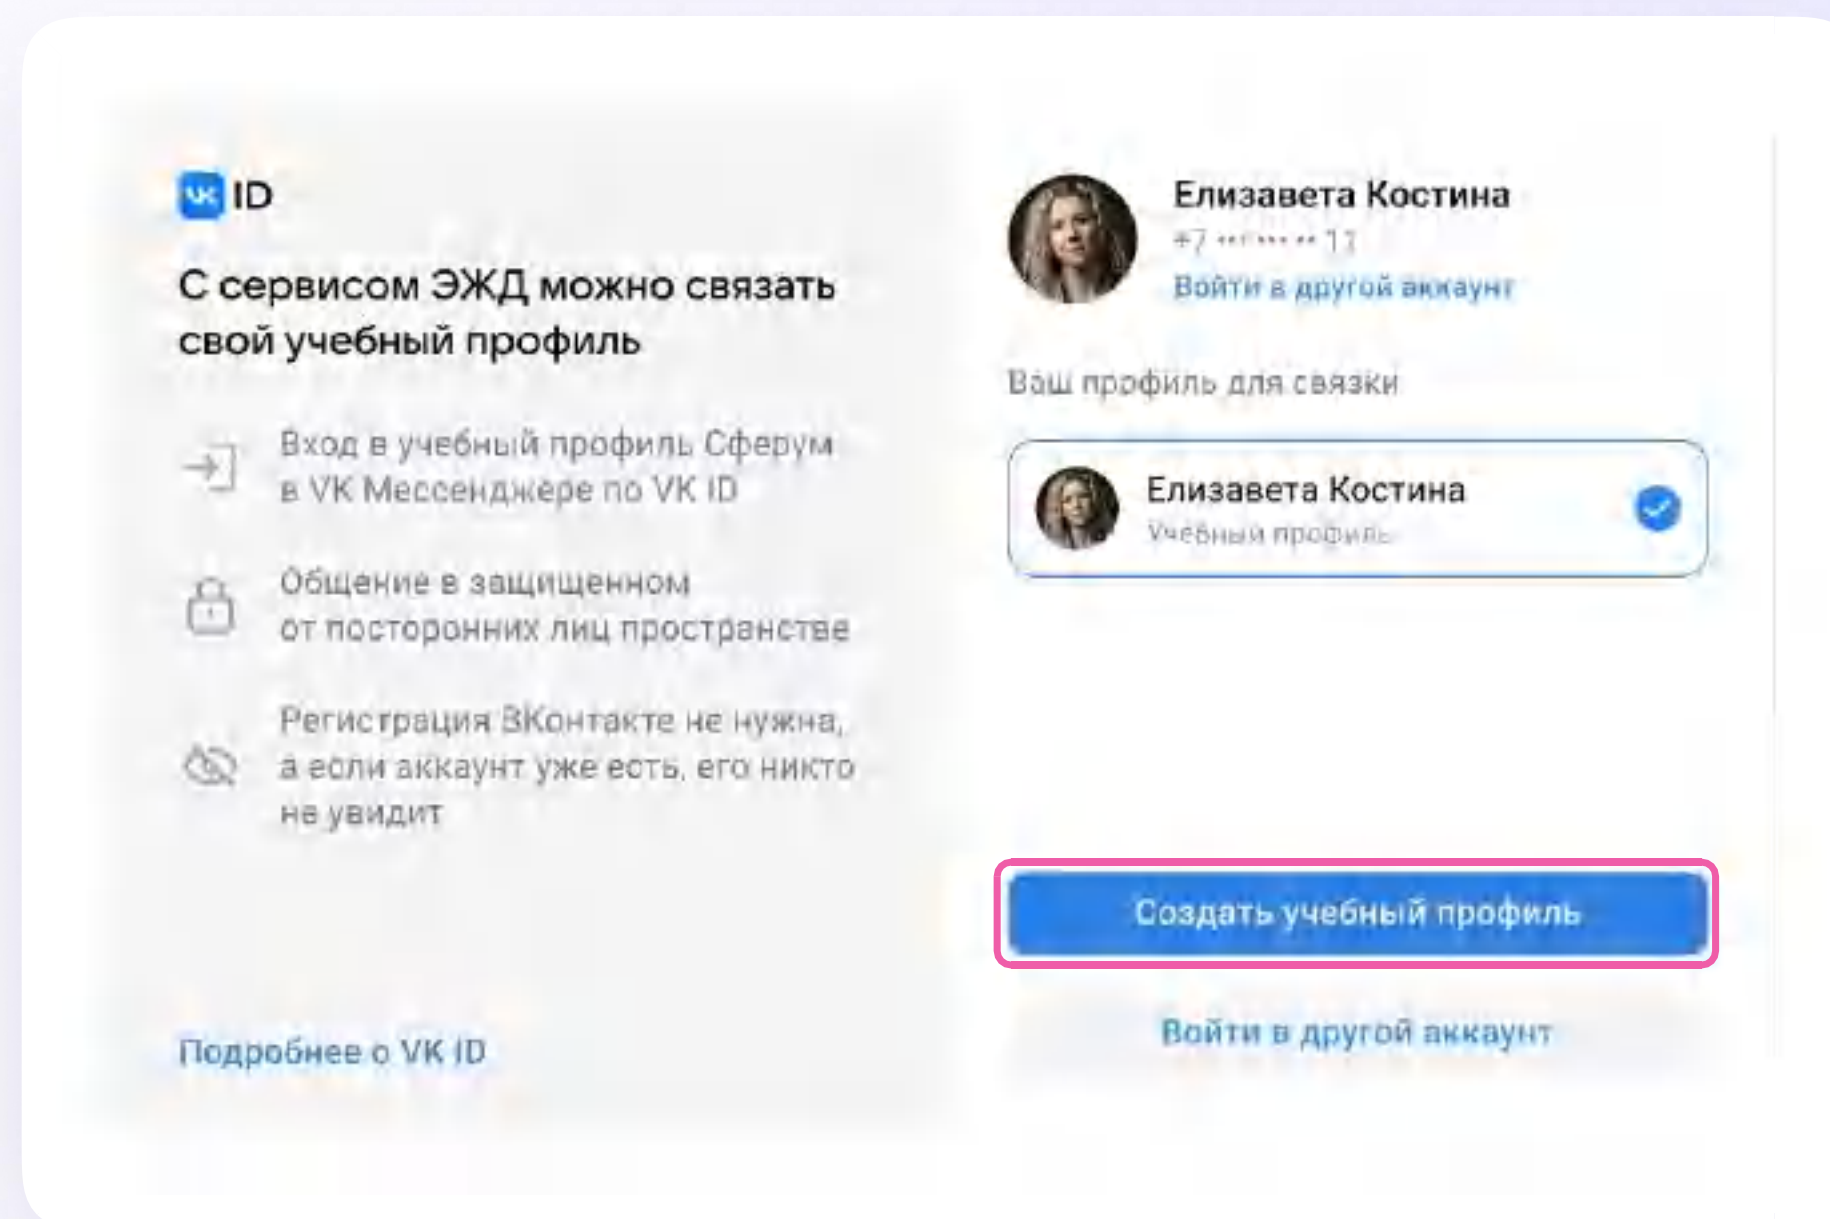 VK ID
С сервисом ЭЖД можно связать
свой учебный профиль
Вход в учебный профиль Сферум
в VK Мессенджере по VK ID
Общение в защищенном
от посторонних лиц пространстве
Регистрация ВКонтакте не нужна,
а если аккаунт уже есть, его никто
не увидит
Подробнее о VK ID
Елизавета Костина
+7 ••• ••• •• 11
Войти в другой аккаунт
Ваш профиль для связки
Елизавета Костина
Учебный профиль
Создать учебный профиль
Войти в другой аккаунт